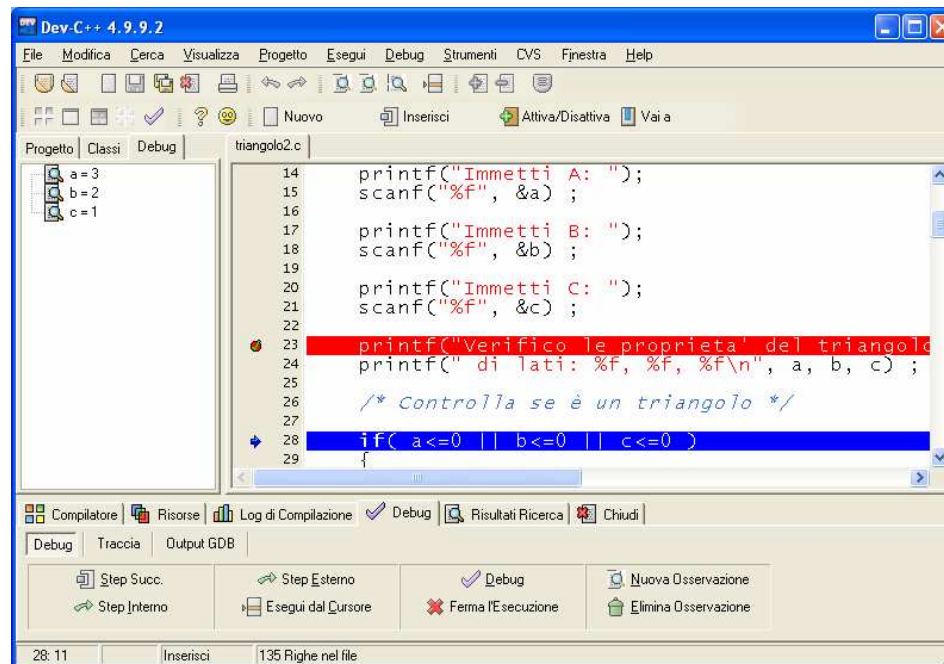 Dev-C++ 4.9.9.2
File Modifica Cerca Visualizza Progetto Esegui Debug Strumenti CVS Finestra Help
Nuovo Inserisci Attiva/Disattiva Vai a
Progetto Classi Debug triangolo2.c
a = 3
b = 2
c = 1
14 printf("Immetti A: ");
15 scanf("%f", &a) ;
16
17 printf("Immetti B: ");
18 scanf("%f", &b) ;
19
20 printf("Immetti C: ");
21 scanf("%f", &c) ;
22
23 printf("Verifico le proprieta' del triangolo
24 printf(" di lati: %f, %f, %f\n", a, b, c) ;
25
26 /* Controlla se è un triangolo */
27
28 if( a<=0 || b<=0 || c<=0 )
29 {
Compilatore Risorse Log di Compilazione Debug Risultati Ricerca Chiudi
Debug Traccia Output GDB
Step Succ. Step Esterno Debug Nuova Osservazione
Step Interno Esegui dal Cursore Ferma l'Esecuzione Elimina Osservazione
28: 11 Inserisci 135 Righe nel file